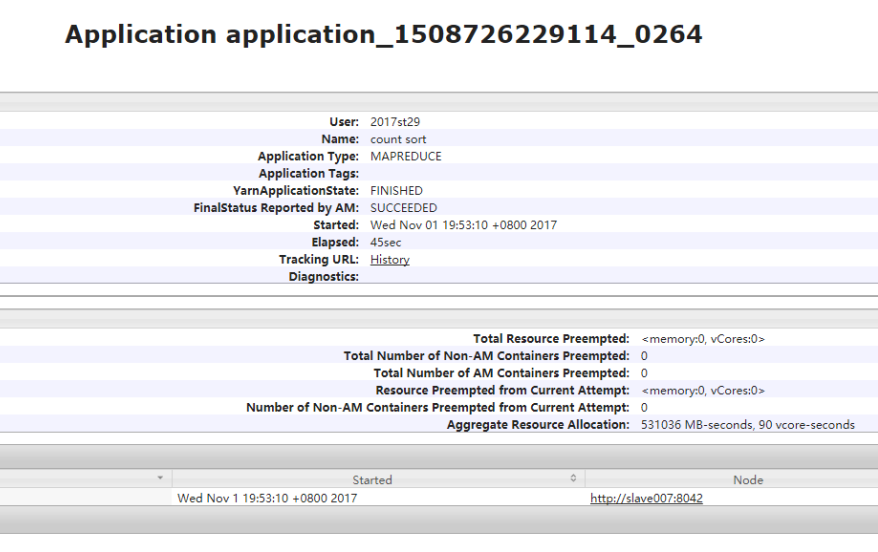 Application application_1508726229114_0264
User: 2017st29
Name: count sort
Application Type: MAPREDUCE
Application Tags:
YarnApplicationState: FINISHED
FinalStatus Reported by AM: SUCCEEDED
Started: Wed Nov 01 19:53:10 +0800 2017
Elapsed: 45sec
Tracking URL: History
Diagnostics:
Total Resource Preempted: <memory:0, vCores:0>
Total Number of Non-AM Containers Preempted: 0
Total Number of AM Containers Preempted: 0
Resource Preempted from Current Attempt: <memory:0, vCores:0>
Number of Non-AM Containers Preempted from Current Attempt: 0
Aggregate Resource Allocation: 531036 MB-seconds, 90 vcore-seconds
Started Node
Wed Nov 1 19:53:10 +0800 2017 http://slave007:8042